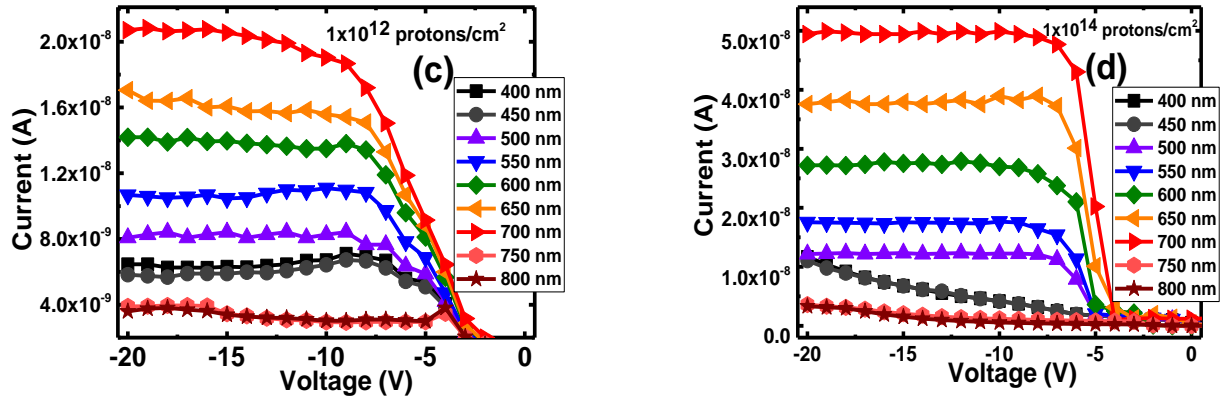 1x10¹² protons/cm²
(c)
2.0x10⁻⁸
1.6x10⁻⁸
1.2x10⁻⁸
8.0x10⁻⁹
4.0x10⁻⁹
Current (A)
400 nm
450 nm
500 nm
550 nm
600 nm
650 nm
700 nm
750 nm
800 nm
-20 -15 -10 -5 0
Voltage (V)
1x10¹⁴ protons/cm²
(d)
5.0x10⁻⁸
4.0x10⁻⁸
3.0x10⁻⁸
2.0x10⁻⁸
1.0x10⁻⁸
0.0
Current (A)
400 nm
450 nm
500 nm
550 nm
600 nm
650 nm
700 nm
750 nm
800 nm
-20 -15 -10 -5 0
Voltage (V)